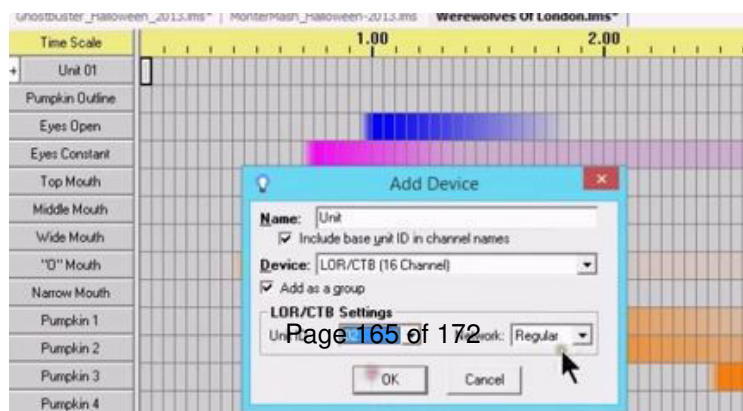 Ghostbuster_Halloween_2013.lms* | MonterMash_Halloween-2013.lms Werewolves Of London.lms*
Time Scale 1.00 2.00
+ Unit 01
Pumpkin Outline
Eyes Open
Eyes Constant
Top Mouth
Middle Mouth
Wide Mouth
"O" Mouth
Narrow Mouth
Pumpkin 1
Pumpkin 2
Pumpkin 3
Pumpkin 4
Add Device
Name: Unit
Include base unit ID in channel names
Device: LOR/CTB (16 Channel)
Add as a group
LOR/CTB Settings
Page 165 of 172
Network: Regular
OK Cancel